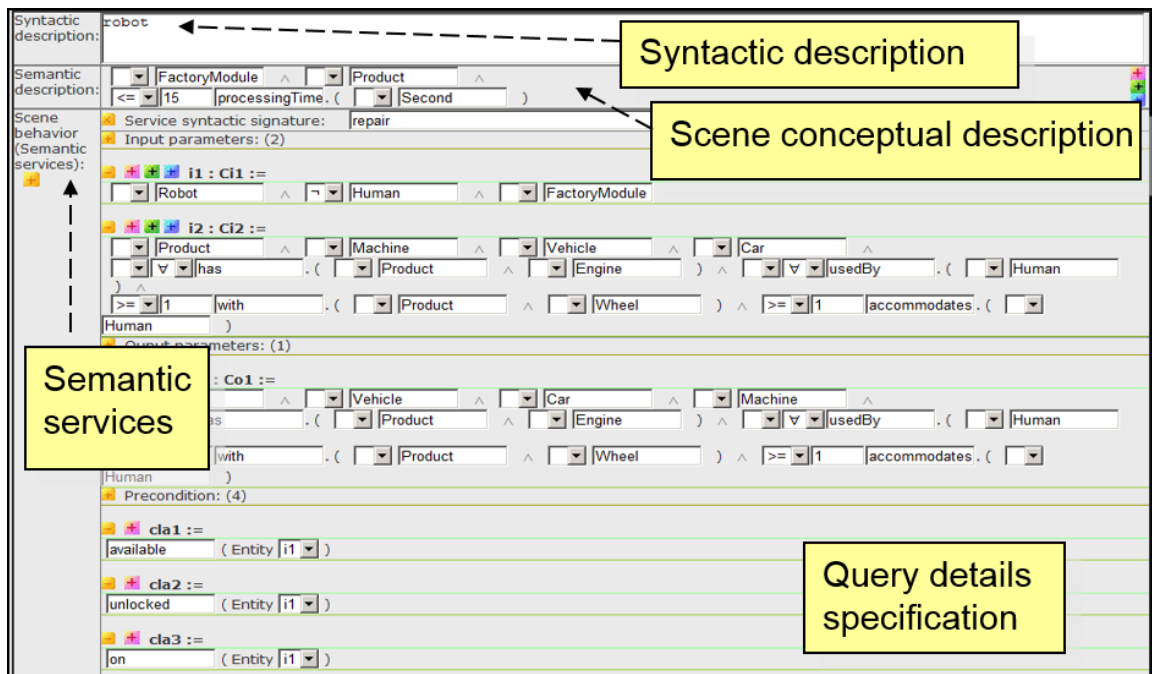 Syntactic description:
robot
Syntactic description
Semantic description:
FactoryModule ∧ Product ∧
<= 15 processingTime. ( Second )
Scene conceptual description
Scene behavior (Semantic services):
Service syntactic signature: repair
Input parameters: (2)
i1 : Ci1 :=
Robot ∧ ¬ Human ∧ FactoryModule
i2 : Ci2 :=
Product ∧ Machine ∧ Vehicle ∧ Car ∧
∀ has . ( Product ∧ Engine ) ∧ ∀ usedBy . ( Human
) ∧
>= 1 with . ( Product ∧ Wheel ) ∧ >= 1 accommodates . (
Human )
Ouput parameters: (1)
Semantic services
: Co1 :=
∧ Vehicle ∧ Car ∧ Machine ∧
. ( Product ∧ Engine ) ∧ ∀ usedBy . ( Human
with . ( Product ∧ Wheel ) ∧ >= 1 accommodates . (
Human )
Precondition: (4)
cla1 :=
available ( Entity i1 )
cla2 :=
unlocked ( Entity i1 )
cla3 :=
on ( Entity i1 )
Query details
specification